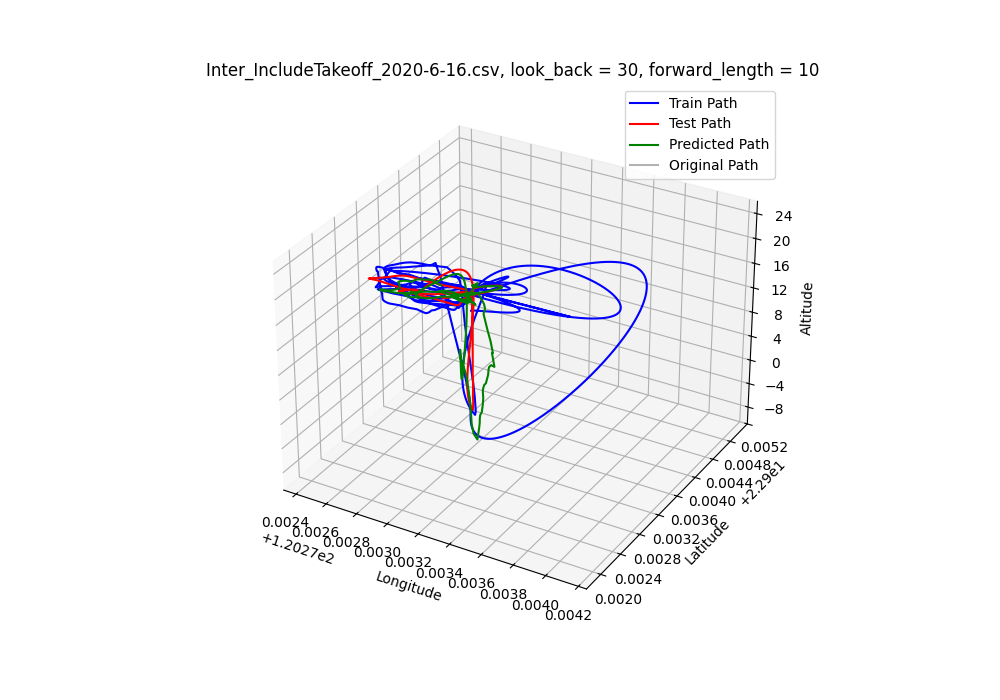 Inter_IncludeTakeoff_2020-6-16.csv, look_back = 30, forward_length = 10
Train Path
Test Path
Predicted Path
Original Path
24
20
16
12
8
4
0
−4
−8
Altitude
0.0052
0.0048
0.0044
0.0040
0.0036
0.0032
0.0028
0.0024
0.0020
+2.29e1
Latitude
0.0024
0.0026
0.0028
0.0030
0.0032
0.0034
0.0036
0.0038
0.0040
0.0042
+1.2027e2
Longitude